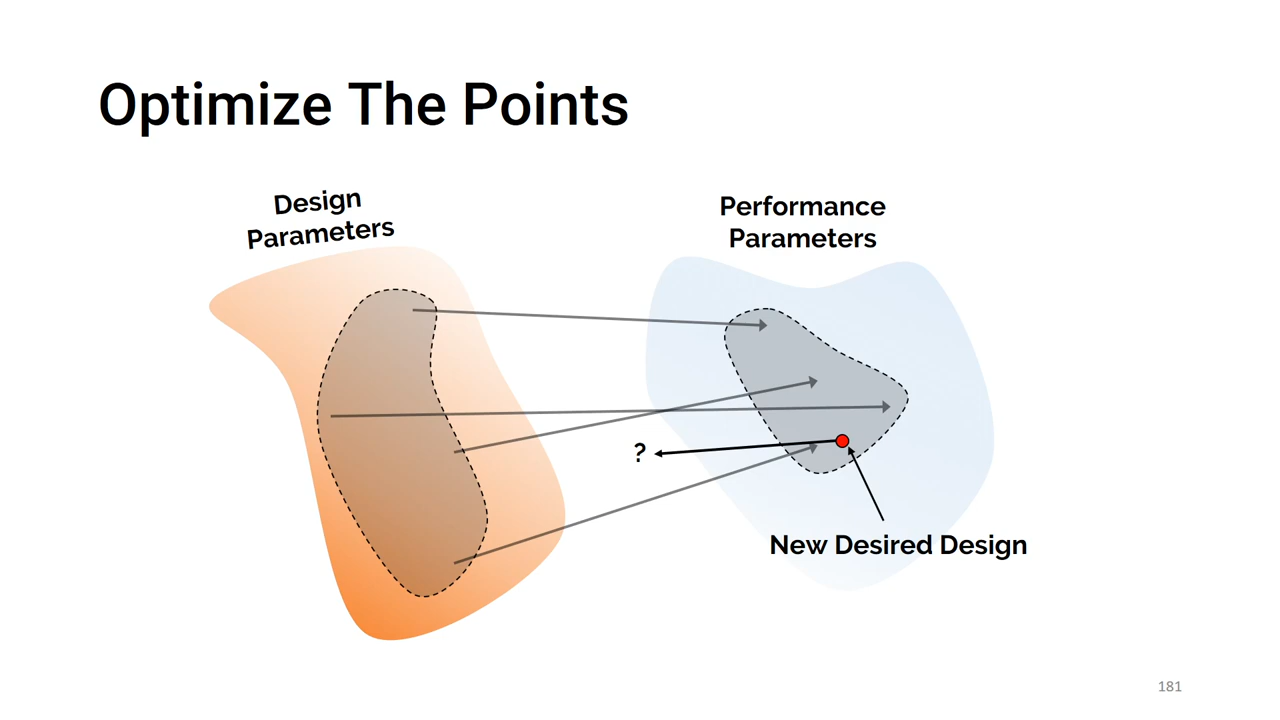 Optimize The Points
Design
Parameters
Performance
Parameters
?
New Desired Design
181